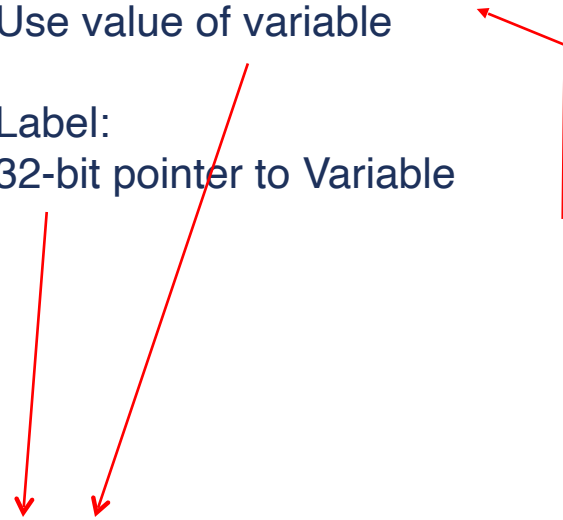 Use value of variable
Label:
32-bit pointer to Variable